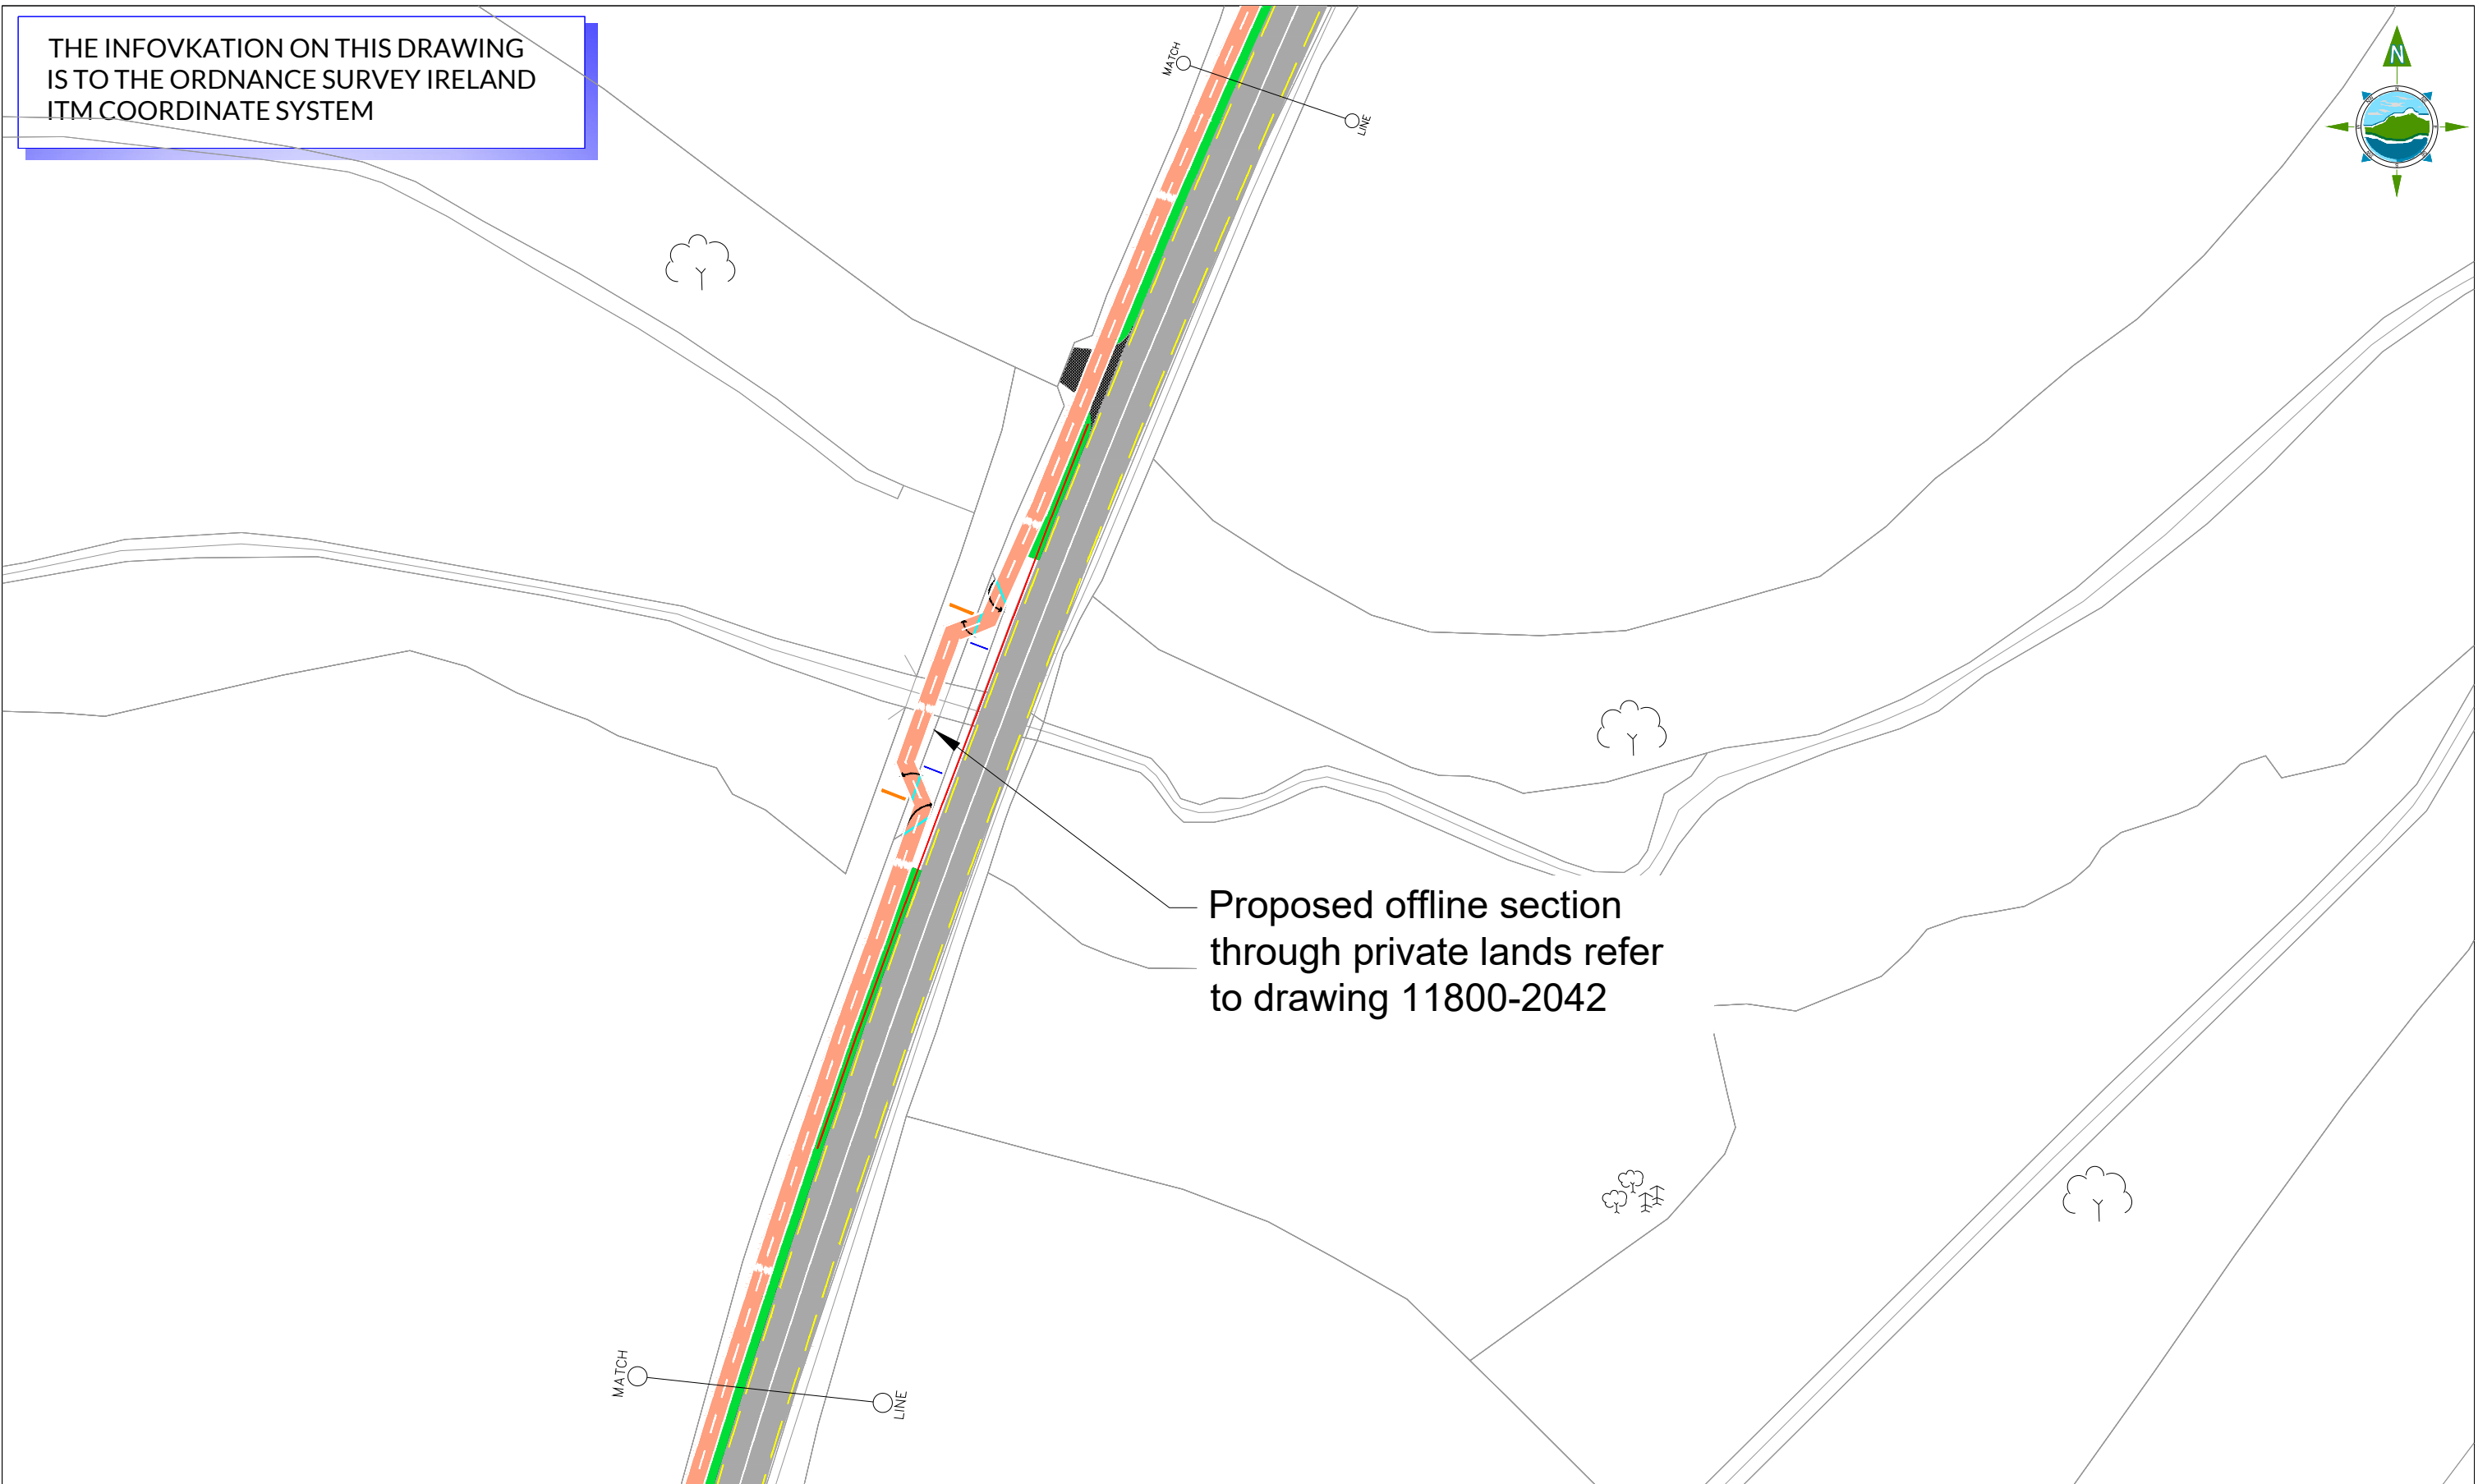 THE INFOVKATION ON THIS DRAWING
IS TO THE ORDNANCE SURVEY IRELAND
ITM COORDINATE SYSTEM
N
MATCH
LINE
Proposed offline section
through private lands refer
to drawing 11800-2042
MATCH
LINE